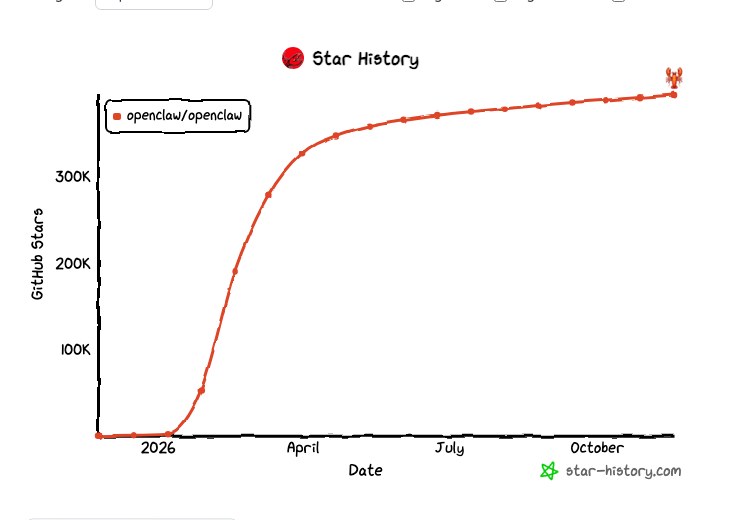 Star History
openclaw/openclaw
300K
200K
100K
GitHub Stars
2026 April July October
Date
star-history.com